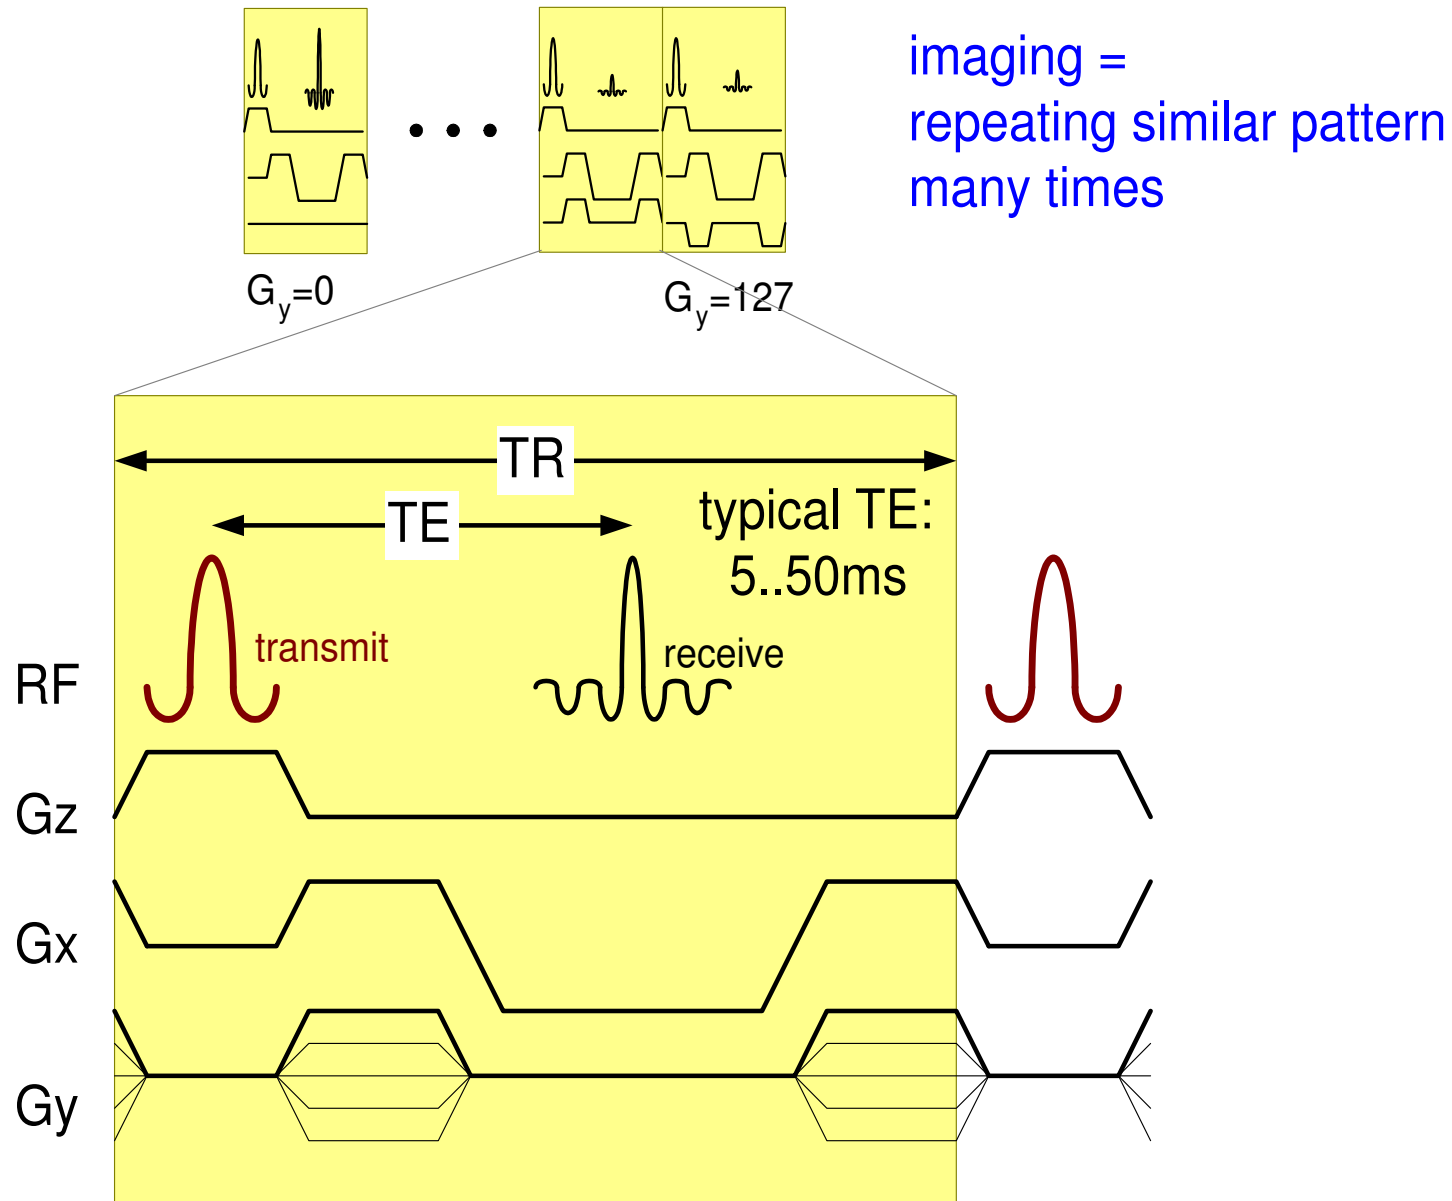 imaging =
repeating similar pattern
many times
Gy=0
Gy=127
TR
TE
typical TE:
5..50ms
transmit
receive
RF
Gz
Gx
Gy